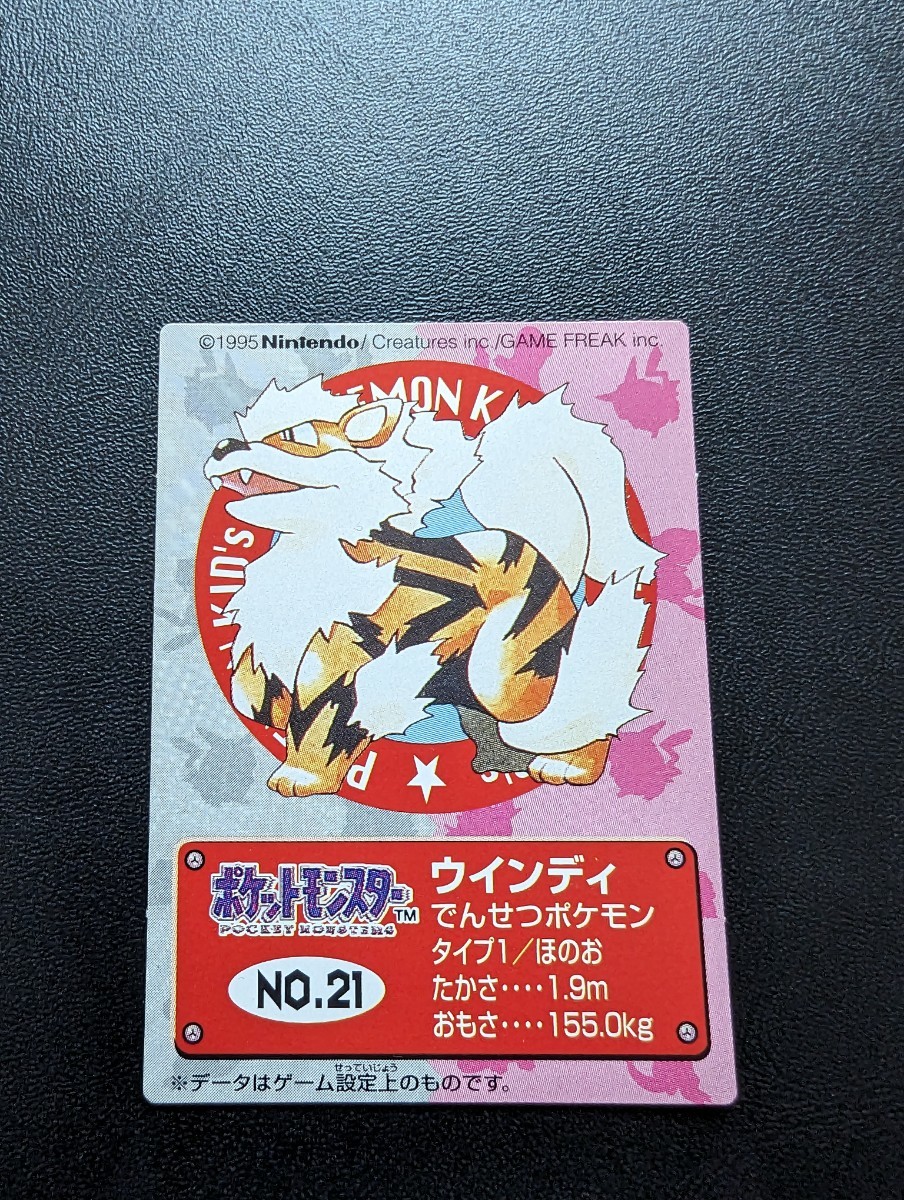 ©1995 Nintendo/ Creatures inc./GAME FREAK inc.
EMON K
KID's
P
ポケットモンスター™
POCKET MONSTERS
NO.21
ウインディ
でんせつポケモン
タイプ1/ほのお
たかさ････1.9m
おもさ････155.0kg
せっていじょう
※データはゲーム設定上のものです。